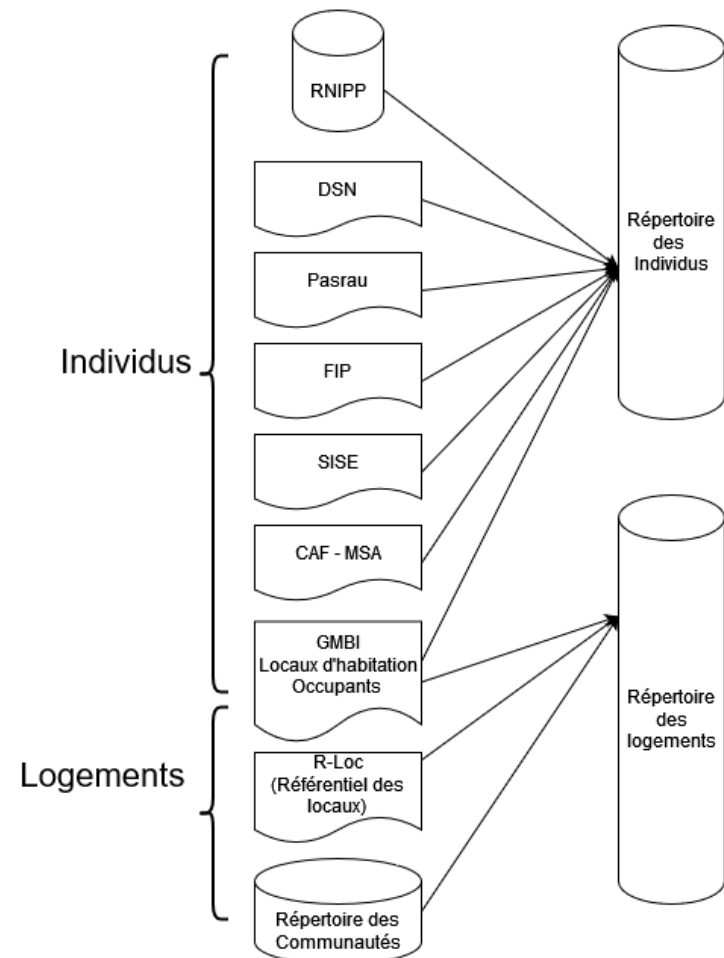 RNIPP
DSN
Pasrau
FIP
SISE
CAF - MSA
GMBI
Locaux d'habitation
Occupants
R-Loc
(Référentiel des
locaux)
Répertoire des
Communautés
Individus
Logements
Répertoire
des
Individus
Répertoire
des
logements